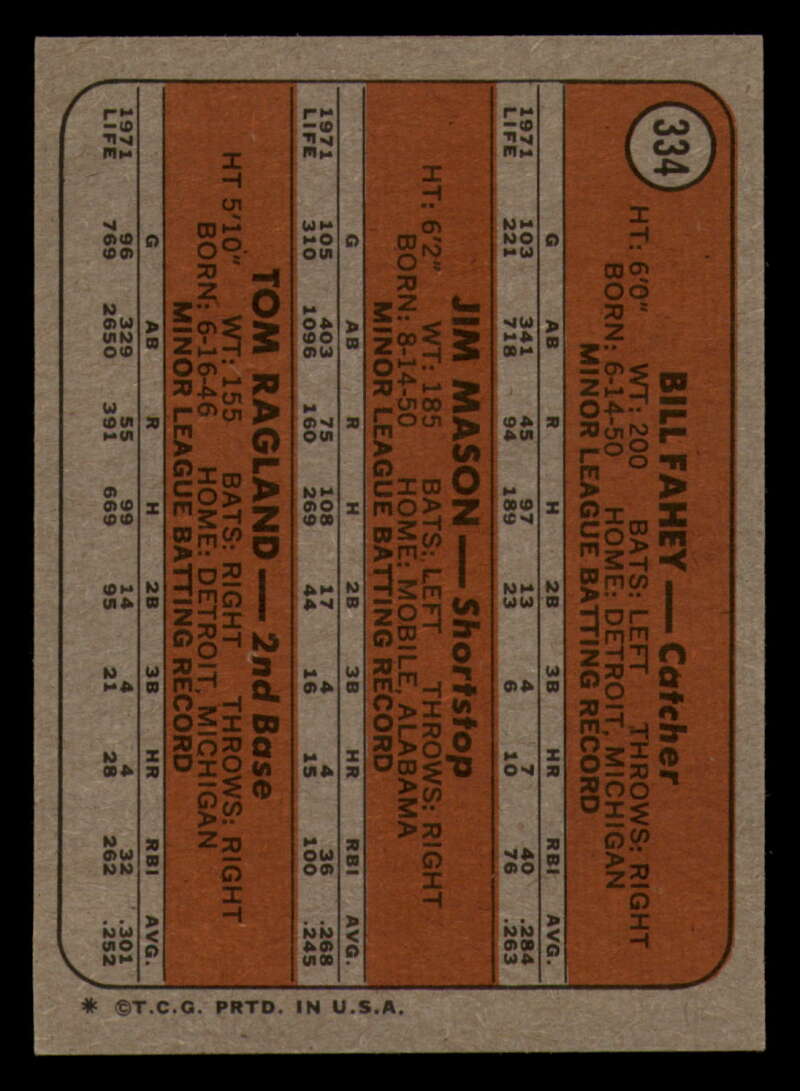 334
BILL FAHEY — Catcher
HT: 6'0" WT: 200 BATS: LEFT THROWS: RIGHT
BORN: 6-14-50 HOME: DETROIT, MICHIGAN
MINOR LEAGUE BATTING RECORD
G AB R H 2B 3B HR RBI AVG.
1971 103 341 45 97 13 4 7 40 .284
LIFE 221 718 94 189 23 6 10 76 .263
JIM MASON — Shortstop
HT: 6'2" WT: 185 BATS: LEFT THROWS: RIGHT
BORN: 8-14-50 HOME: MOBILE, ALABAMA
MINOR LEAGUE BATTING RECORD
G AB R H 2B 3B HR RBI AVG.
1971 105 403 75 108 17 4 4 36 .268
LIFE 310 1096 160 269 44 16 15 100 .245
TOM RAGLAND — 2nd Base
HT 5'10" WT: 155 BATS: RIGHT THROWS: RIGHT
BORN: 6-16-46 HOME: DETROIT, MICHIGAN
MINOR LEAGUE BATTING RECORD
G AB R H 2B 3B HR RBI AVG.
1971 96 329 55 99 14 4 4 32 .301
LIFE 769 2650 391 669 95 21 28 262 .252
* ©T.C.G. PRTD. IN U.S.A.